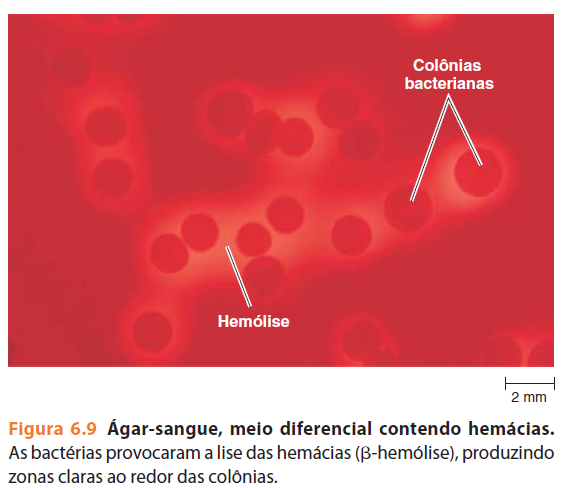 Colônias
bacterianas
Hemólise
2 mm
Figura 6.9 Ágar-sangue, meio diferencial contendo hemácias.
As bactérias provocaram a lise das hemácias (β-hemólise), produzindo
zonas claras ao redor das colônias.